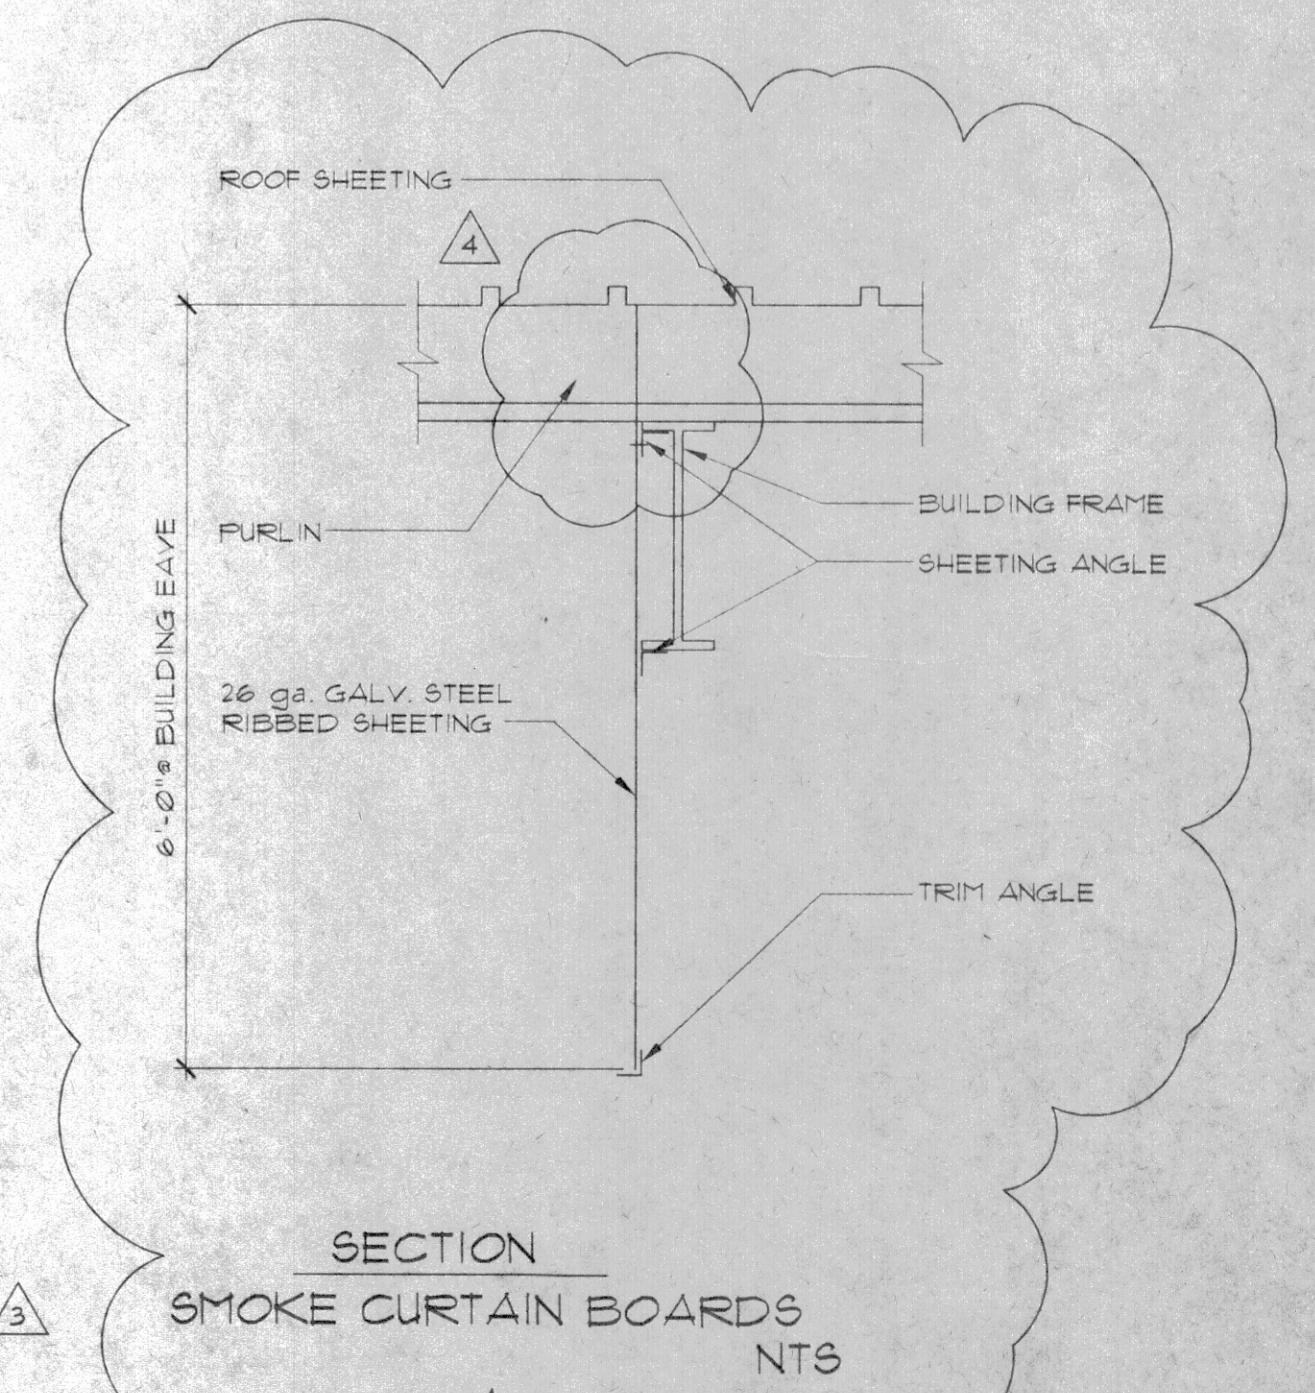 ROOF SHEETING
4
PURLIN
BUILDING FRAME
SHEETING ANGLE
6'-0" @ BUILDING EAVE
26 ga. GALV. STEEL
RIBBED SHEETING
TRIM ANGLE
SECTION
3
SMOKE CURTAIN BOARDS
NTS